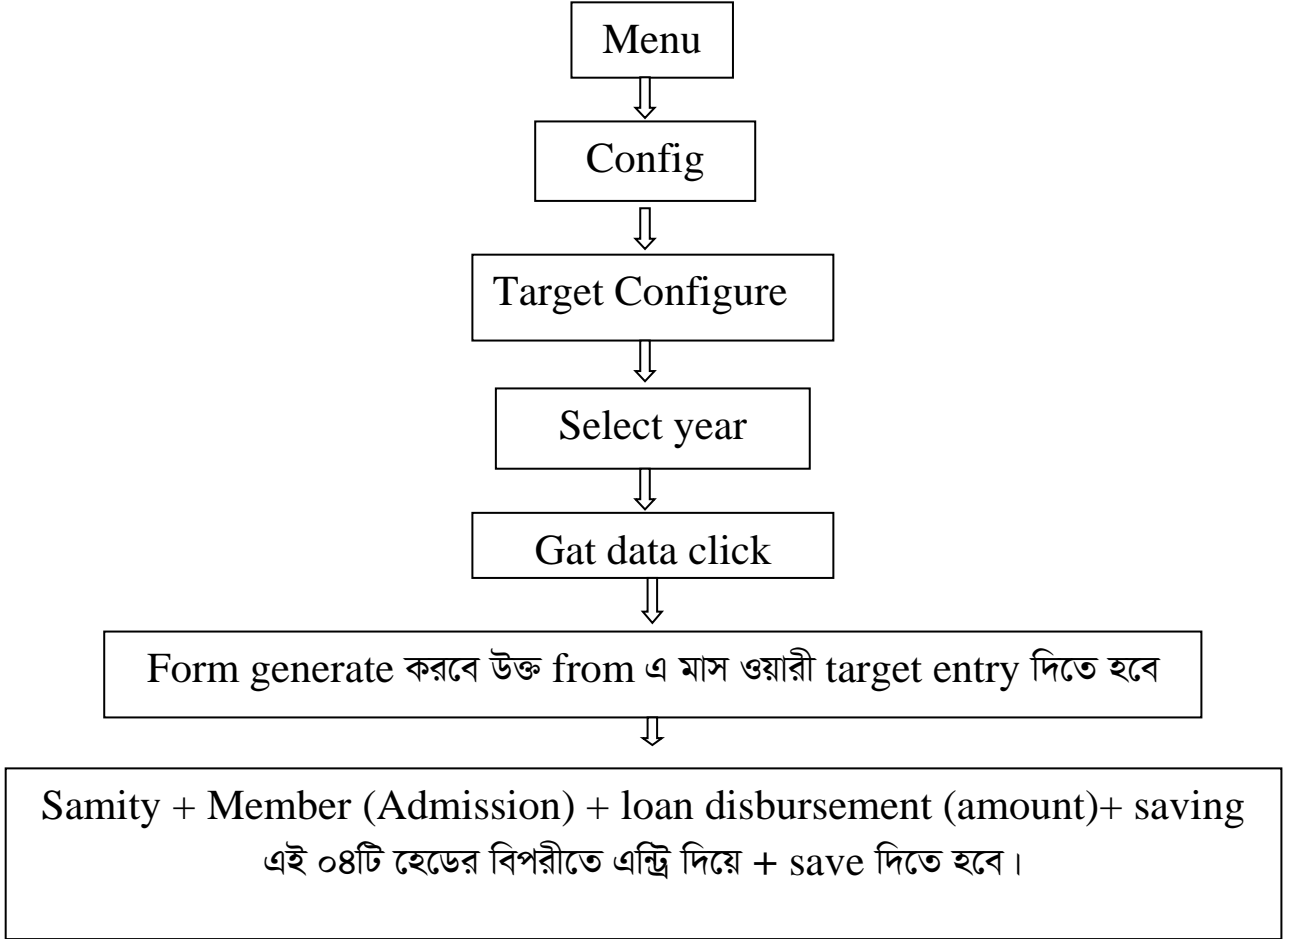 Menu
Config
Target Configure
Select year
Gat data click
Form generate করবে উক্ত from এ মাস ওয়ারী target entry দিতে হবে
Samity + Member (Admission) + loan disbursement (amount)+ saving
এই ০৪টি হেডের বিপরীতে এন্ট্রি দিয়ে + save দিতে হবে।